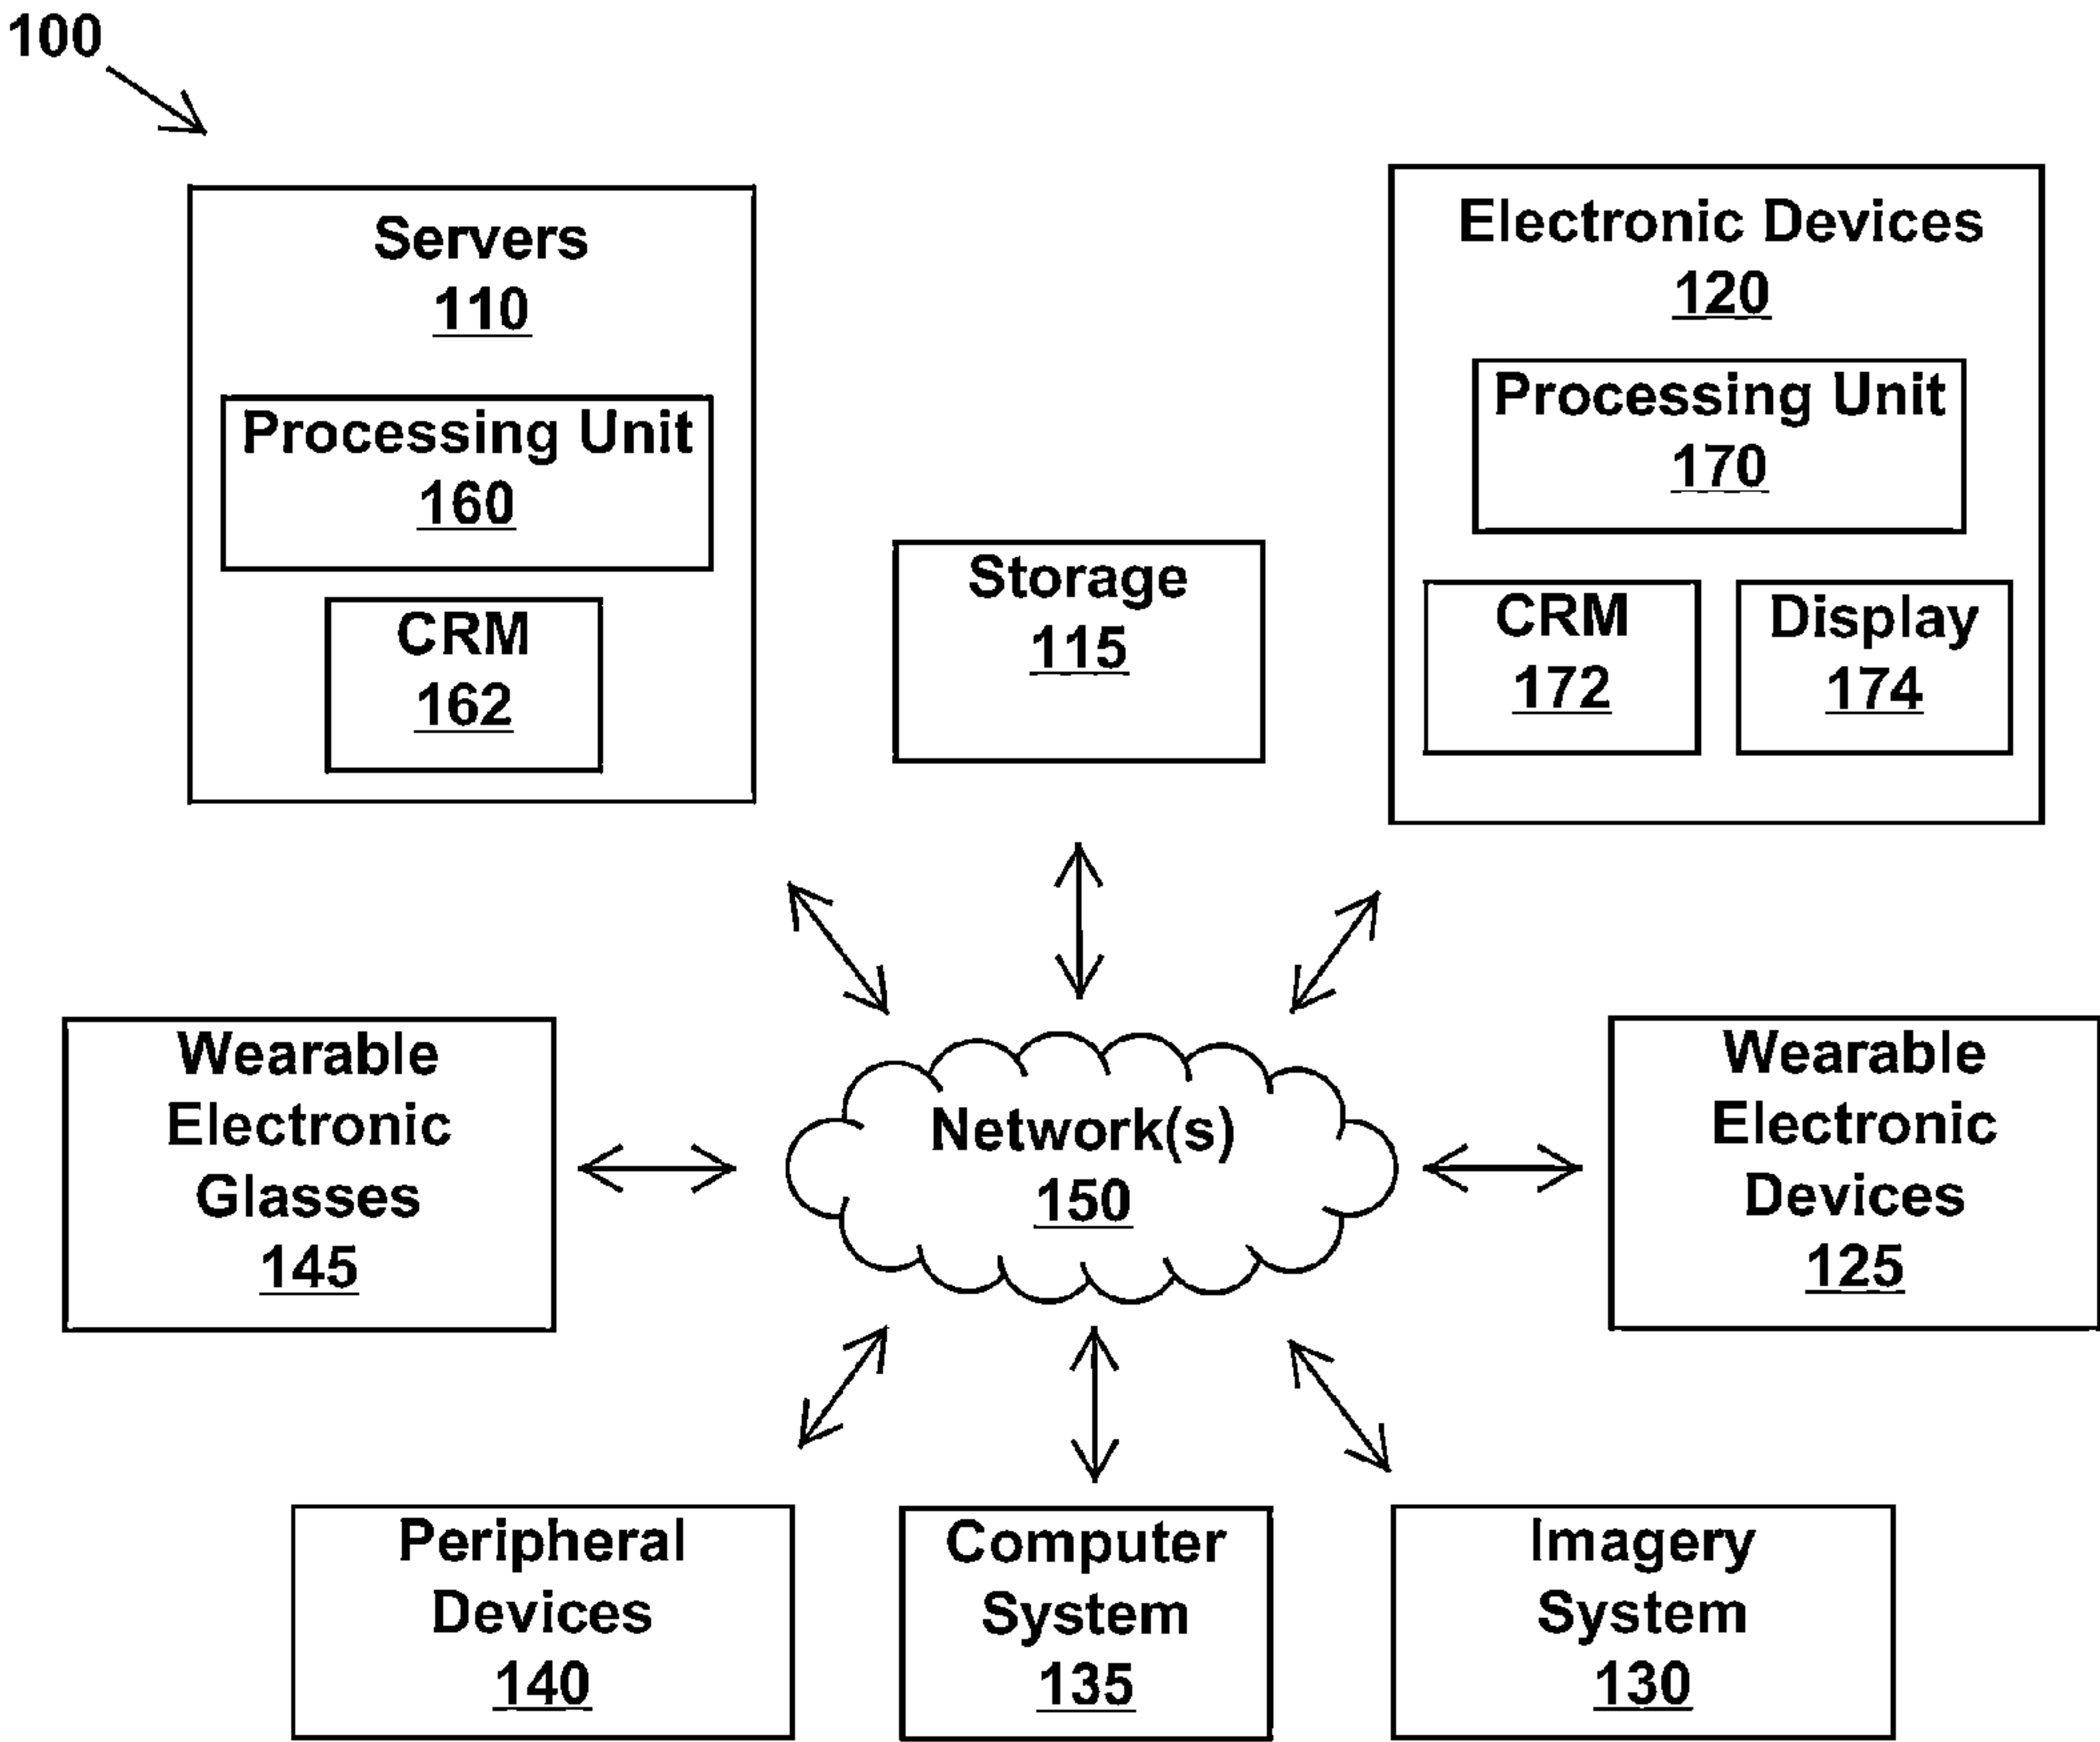 100
Servers
110
Processing Unit
160
CRM
162
Storage
115
Electronic Devices
120
Processing Unit
170
CRM
172
Display
174
Wearable
Electronic
Glasses
145
Network(s)
150
Wearable
Electronic
Devices
125
Peripheral
Devices
140
Computer
System
135
Imagery
System
130